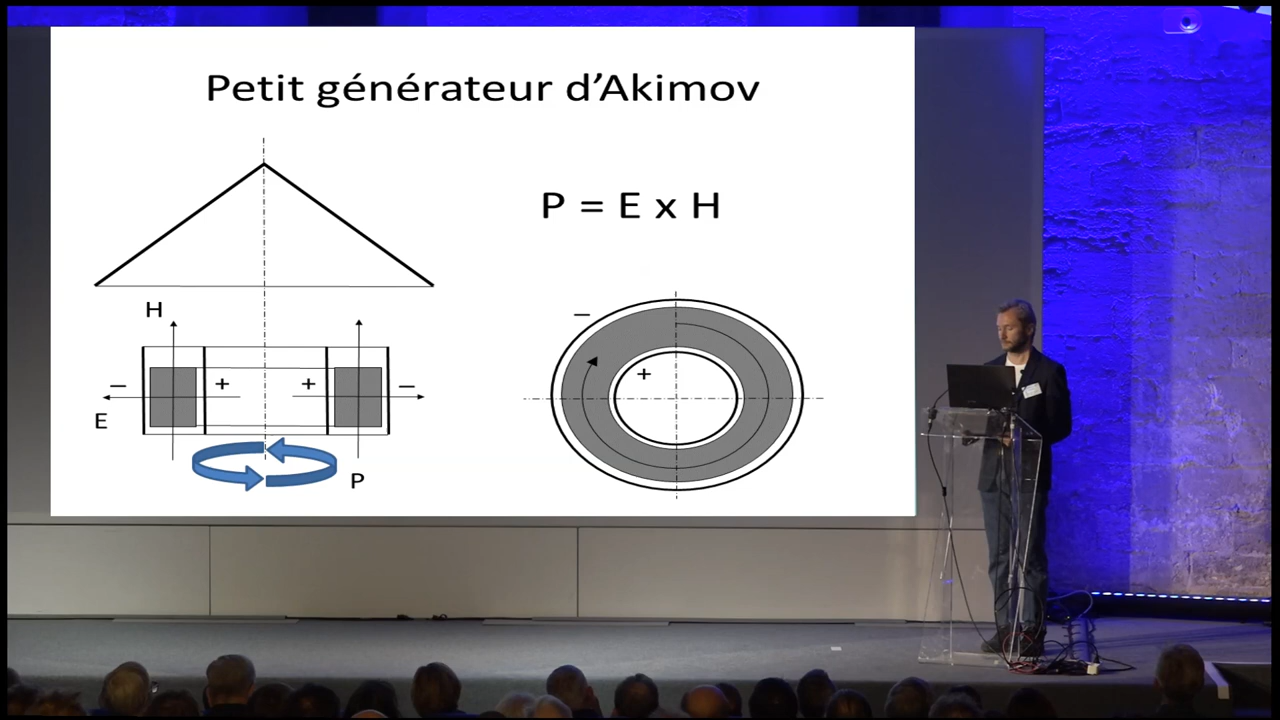 Petit générateur d'Akimov
P = E x H
H
– + + –
E
P
–
+